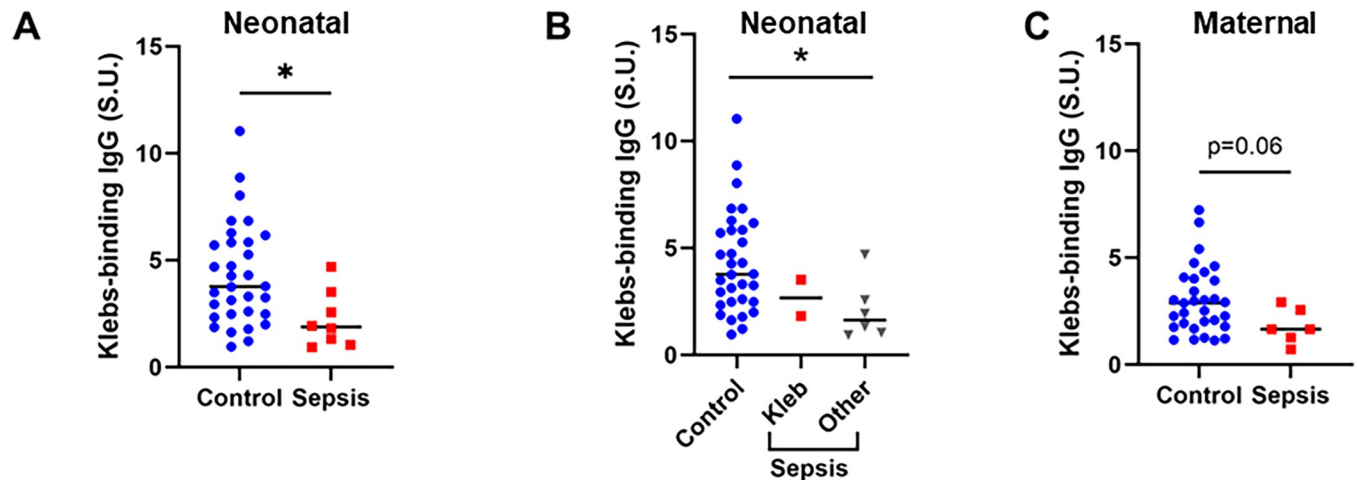 A
Neonatal
Klebs-binding IgG (S.U.)
15
10
5
0
*
Control Sepsis
B
Neonatal
Klebs-binding IgG (S.U.)
15
10
5
0
*
Control
Kleb
Other
Sepsis
C
Maternal
Klebs-binding IgG (S.U.)
15
10
5
0
p=0.06
Control Sepsis